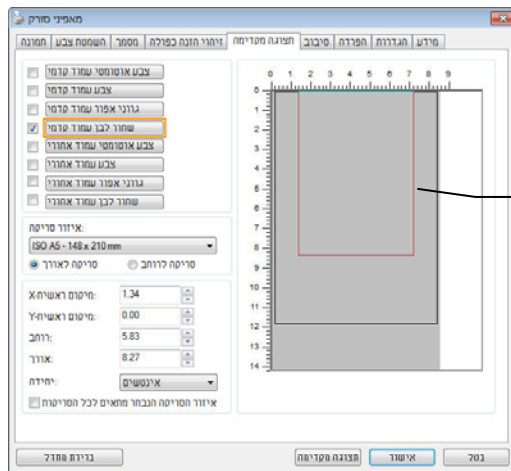 מאפיני סורק
תמונה השמטת צבע מסמך זיהוי הזנה כפולה תצוגה מקדימה סיבוב הפרדה הגדרות מידע
צבע אוטומטי עמוד קדמי
צבע עמוד קדמי
גרווני אפור עמוד קדמי
שחור לבן עמוד קדמי
צבע אוטומטי עמוד אחורי
צבע עמוד אחורי
גרווני אפור עמוד אחורי
שחור לבן עמוד אחורי
איזור סריקה:
ISO A5 - 148 x 210 mm
סריקה לאורך סריקה לרוחב
מיקום ראשית-X: 1.34
מיקום ראשית-Y: 0.00
רוחב: 5.83
אורך: 8.27
יחידה: אינטשים
איזור הסריקה הנבחר מתאים לכל הסריקות
0 1 2 3 4 5 6 7 8 9
0
1
2
3
4
5
6
7
8
9
10
11
12
13
14
ברירת מחדל תצוגה מקדימה אישור בטל